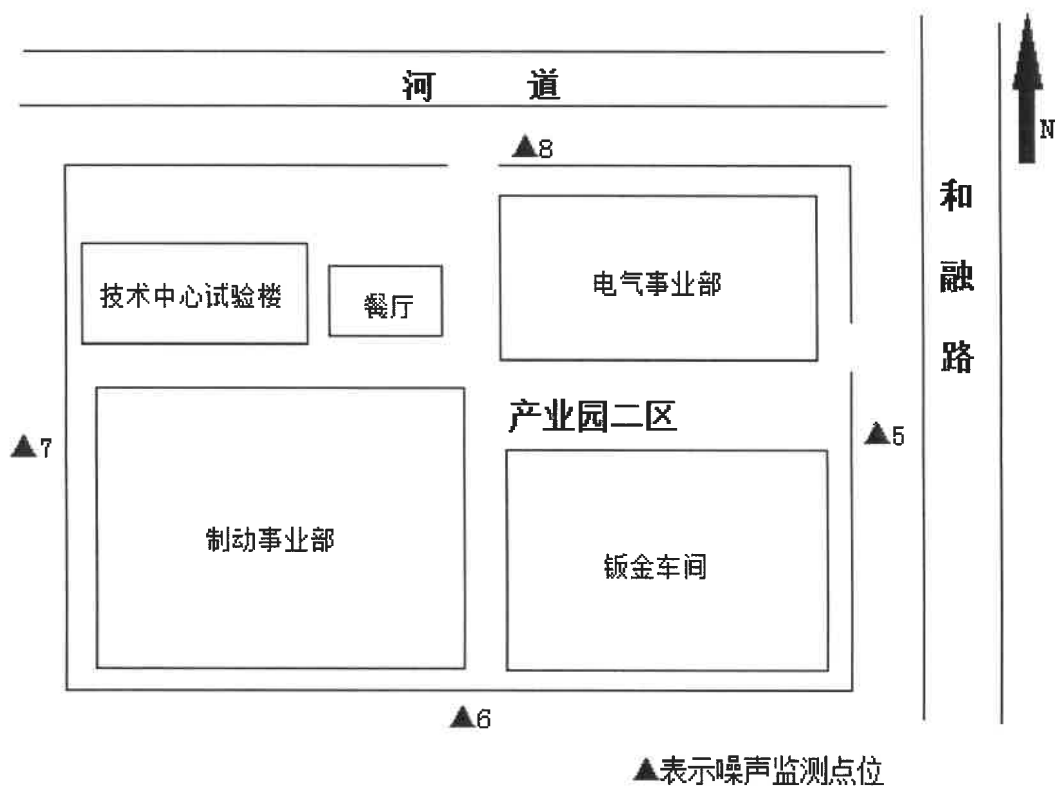 河 道
▲8
N
和融路
技术中心试验楼
餐厅
电气事业部
产业园二区
▲7
▲5
制动事业部
钣金车间
▲6
▲表示噪声监测点位